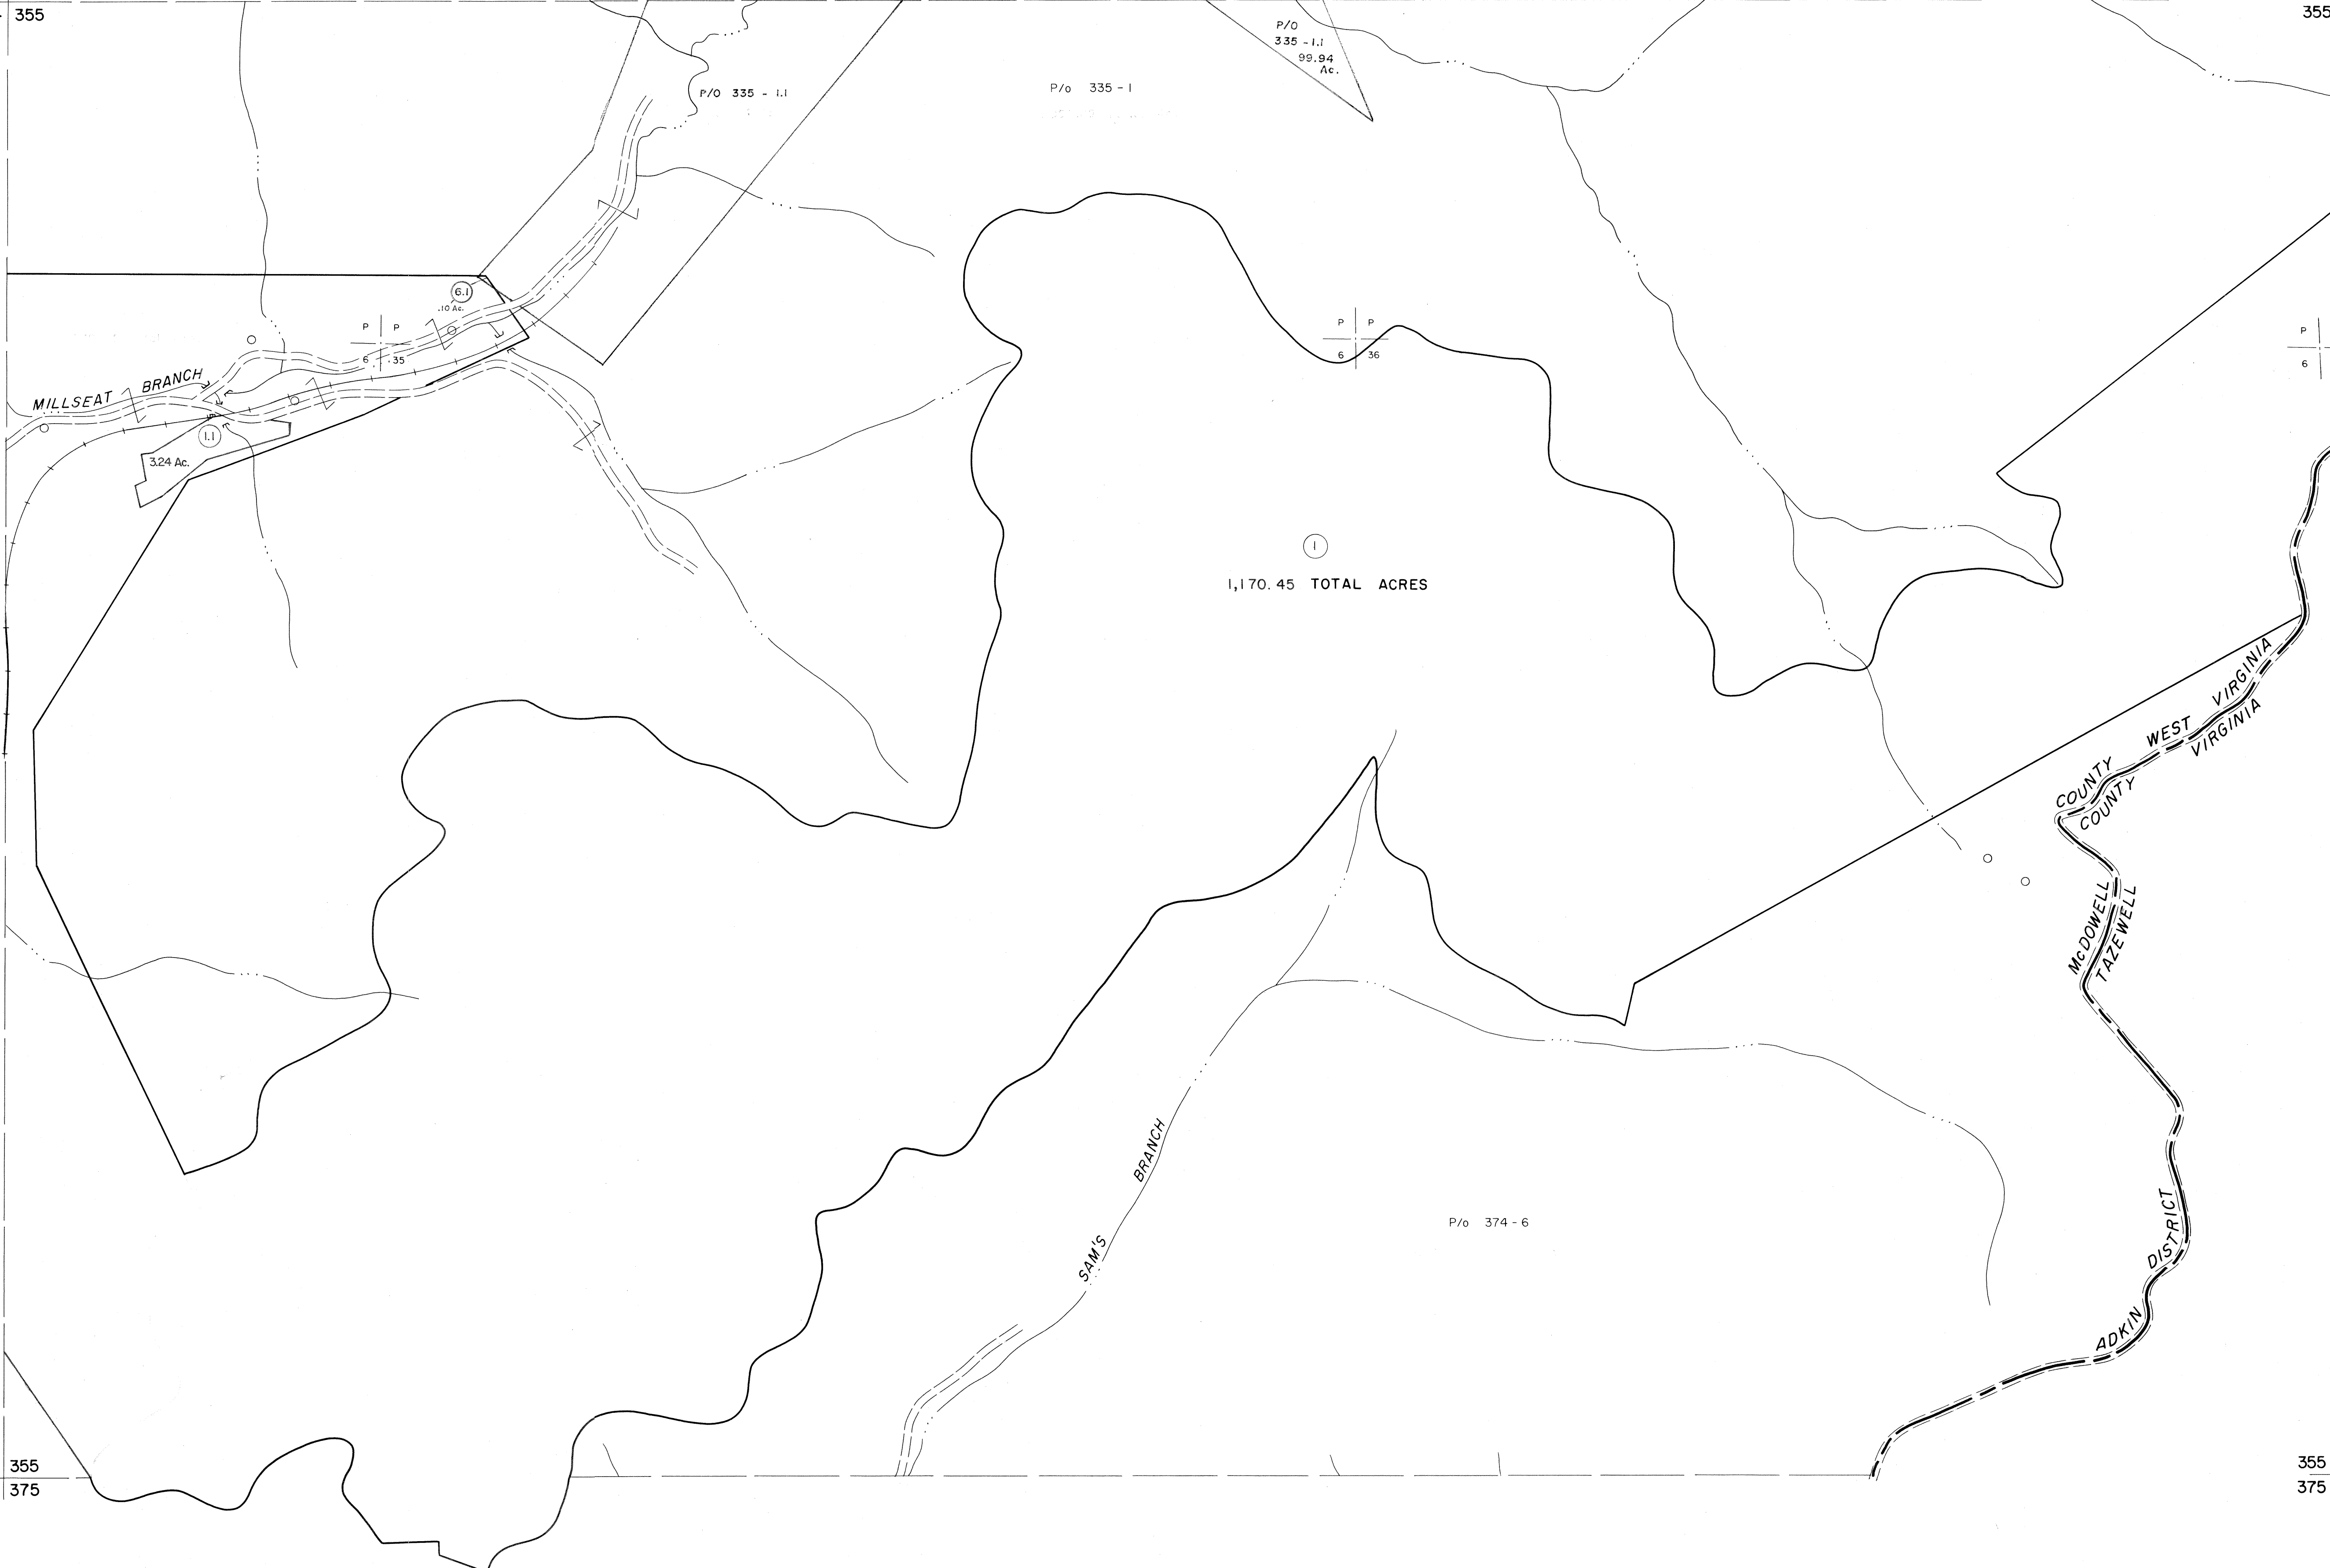 355
355
P/O
335 - 1.1
99.94
Ac.
P/O 335 - 1.1
P/o 335 - 1
6.1
.10 Ac.
P P
6 35
P P
6 36
P
6
MILLSEAT BRANCH
1.1
3.24 Ac.
1
1,170.45 TOTAL ACRES
COUNTY WEST VIRGINIA
COUNTY VIRGINIA
McDOWELL
TAZEWELL
SAM'S BRANCH
P/o 374 - 6
ADKIN DISTRICT
355
375
355
375